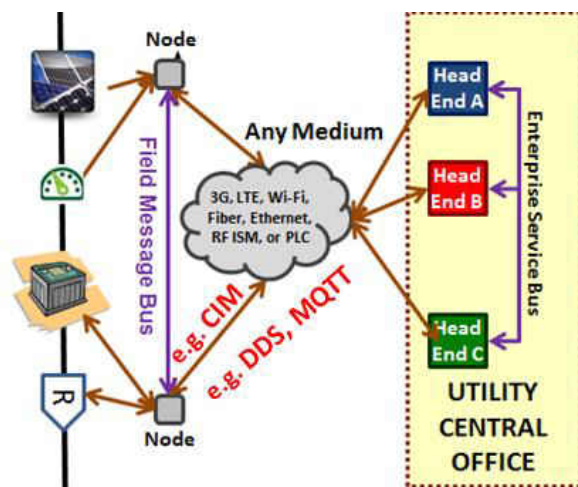 Node
Field Message Bus
Any Medium
3G, LTE, Wi-Fi,
Fiber, Ethernet,
RF ISM, or PLC
e.g. CIM
e.g. DDS, MQTT
R
Node
Head
End A
Head
End B
Head
End C
Enterprise Service Bus
UTILITY
CENTRAL
OFFICE